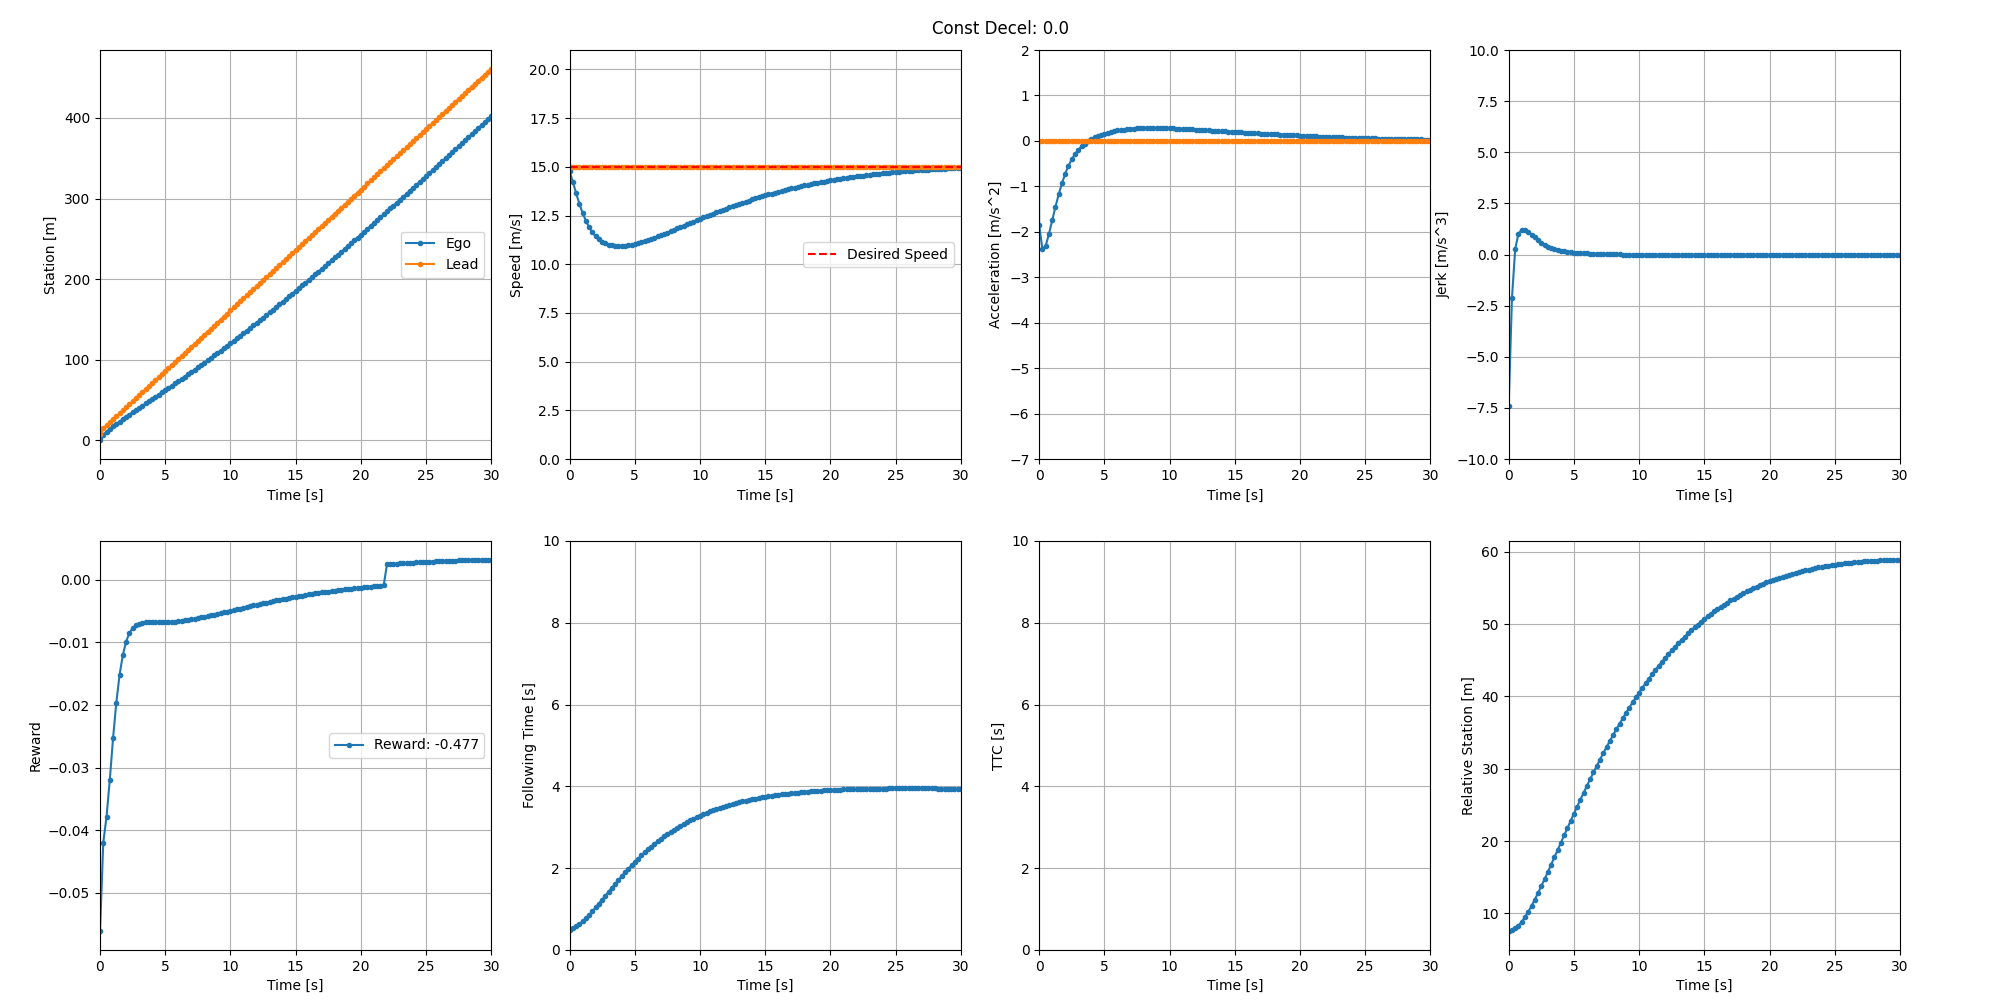 Const Decel: 0.0
Station [m]
400
300
200
100
0
0 5 10 15 20 25 30
Time [s]
Ego
Lead
Speed [m/s]
20.0
17.5
15.0
12.5
10.0
7.5
5.0
2.5
0.0
0 5 10 15 20 25 30
Time [s]
Desired Speed
Acceleration [m/s^2]
2
1
0
−1
−2
−3
−4
−5
−6
−7
0 5 10 15 20 25 30
Time [s]
Jerk [m/s^3]
10.0
7.5
5.0
2.5
0.0
−2.5
−5.0
−7.5
−10.0
0 5 10 15 20 25 30
Time [s]
Reward
0.00
−0.01
−0.02
−0.03
−0.04
−0.05
0 5 10 15 20 25 30
Time [s]
Reward: -0.477
Following Time [s]
10
8
6
4
2
0
0 5 10 15 20 25 30
Time [s]
TTC [s]
10
8
6
4
2
0
0 5 10 15 20 25 30
Time [s]
Relative Station [m]
60
50
40
30
20
10
0 5 10 15 20 25 30
Time [s]